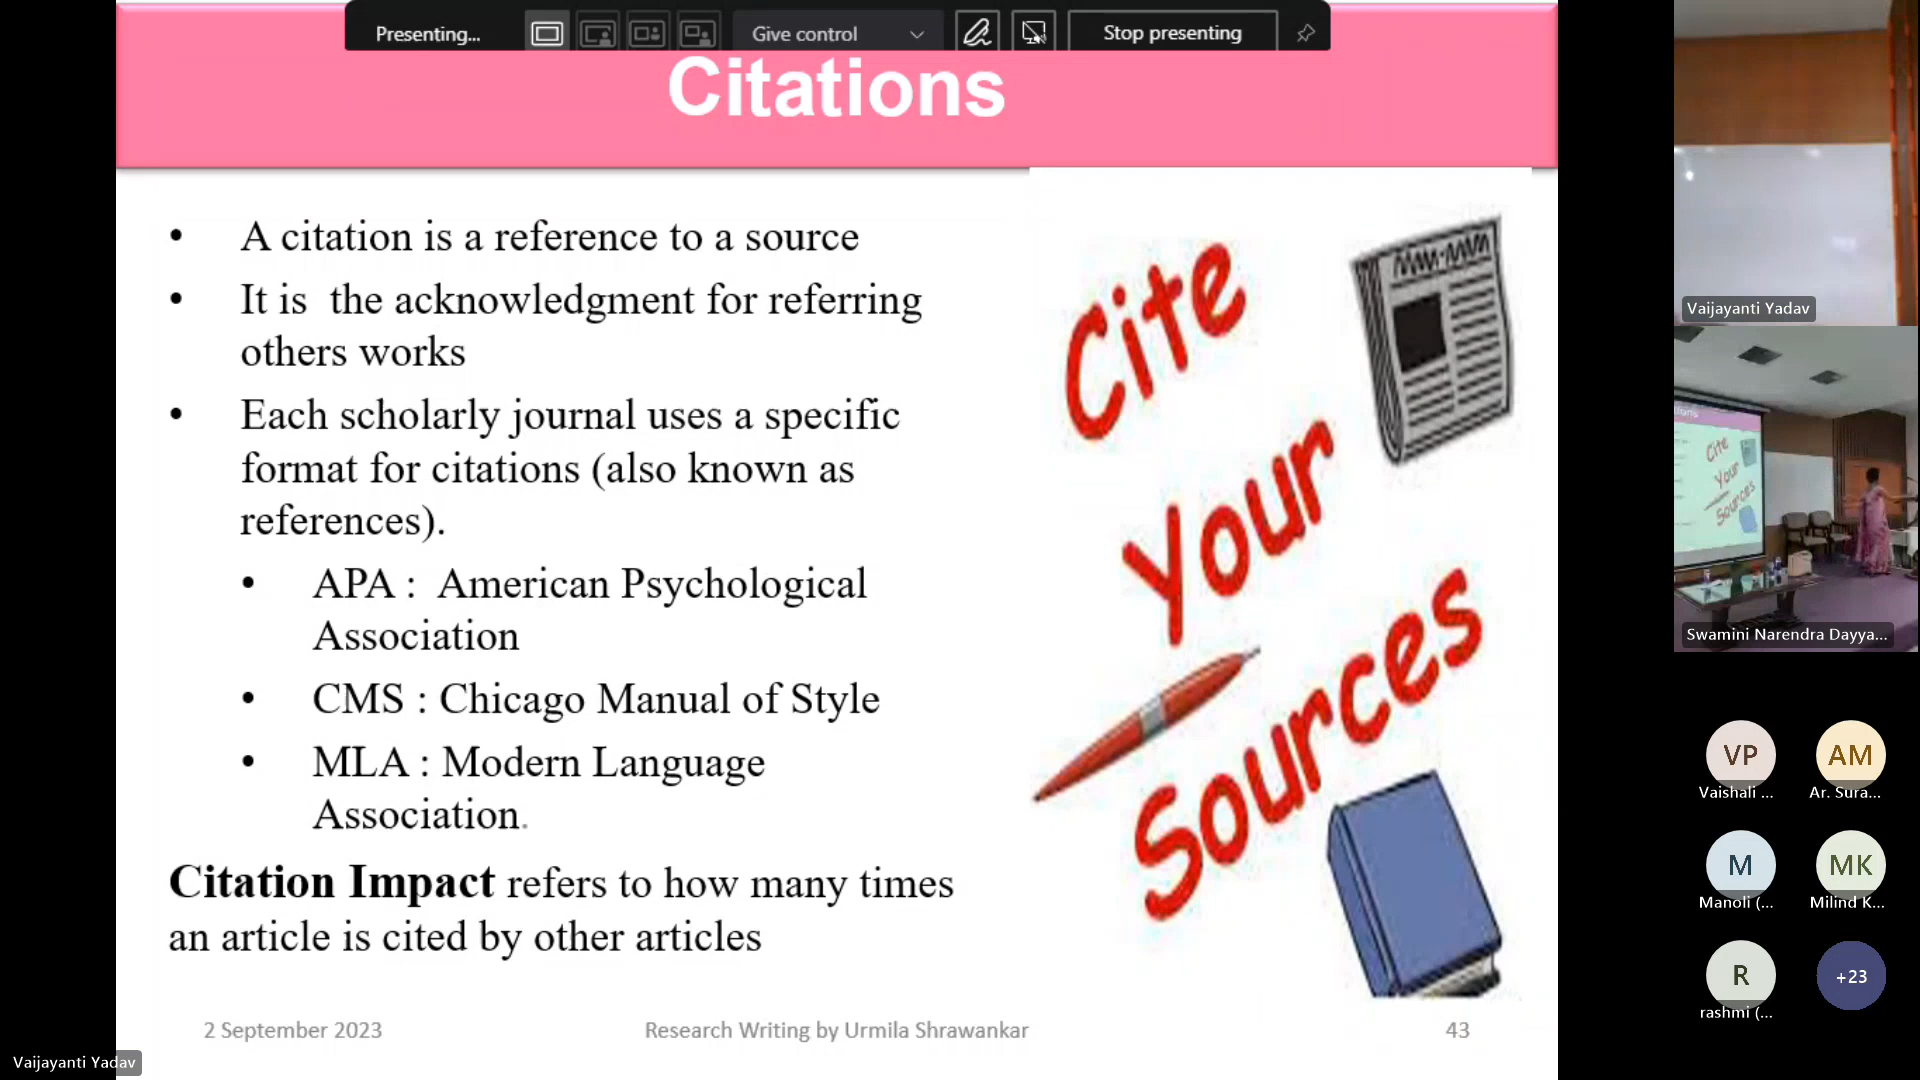 Presenting...
Give control
Stop presenting
Citations
• A citation is a reference to a source
• It is the acknowledgment for referring
others works
• Each scholarly journal uses a specific
format for citations (also known as
references).
• APA : American Psychological
Association
• CMS : Chicago Manual of Style
• MLA : Modern Language
Association.
Citation Impact refers to how many times
an article is cited by other articles
Cite
Your
Sources
2 September 2023
Research Writing by Urmila Shrawankar
43
Vaijayanti Yadav
Vaijayanti Yadav
Cite
Your
Sources
Swamini Narendra Dayya...
VP
Vaishali ...
AM
Ar. Sura...
M
Manoli (...
MK
Milind K...
R
rashmi (...
+23